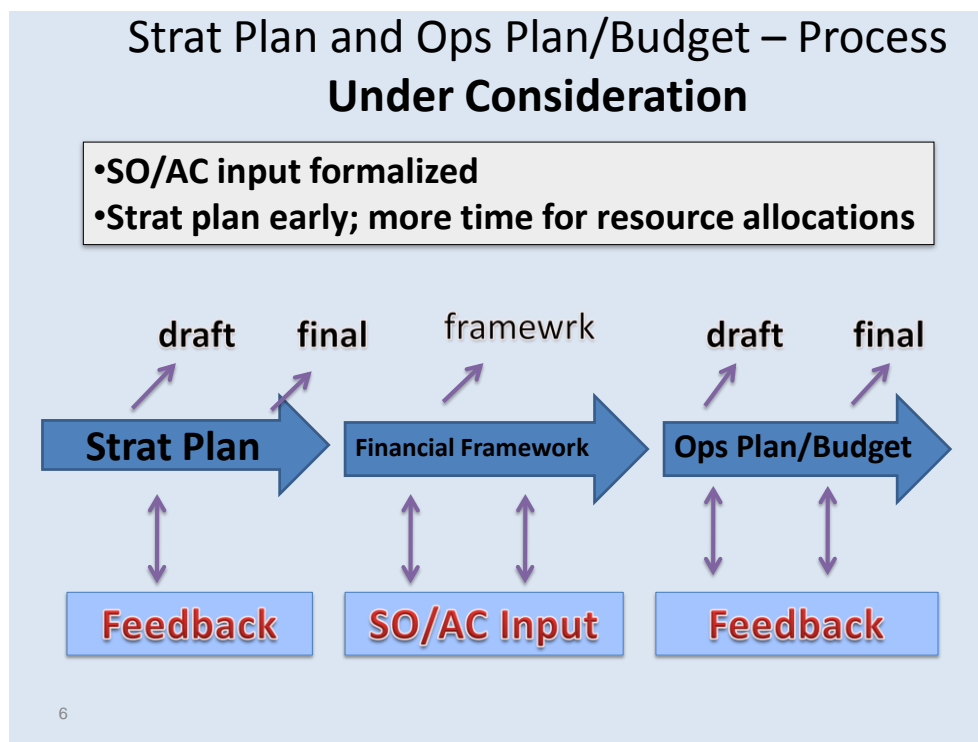 Strat Plan and Ops Plan/Budget – Process
Under Consideration
•SO/AC input formalized
•Strat plan early; more time for resource allocations
draft
final
framewrk
draft
final
Strat Plan
Financial Framework
Ops Plan/Budget
Feedback
SO/AC Input
Feedback
6